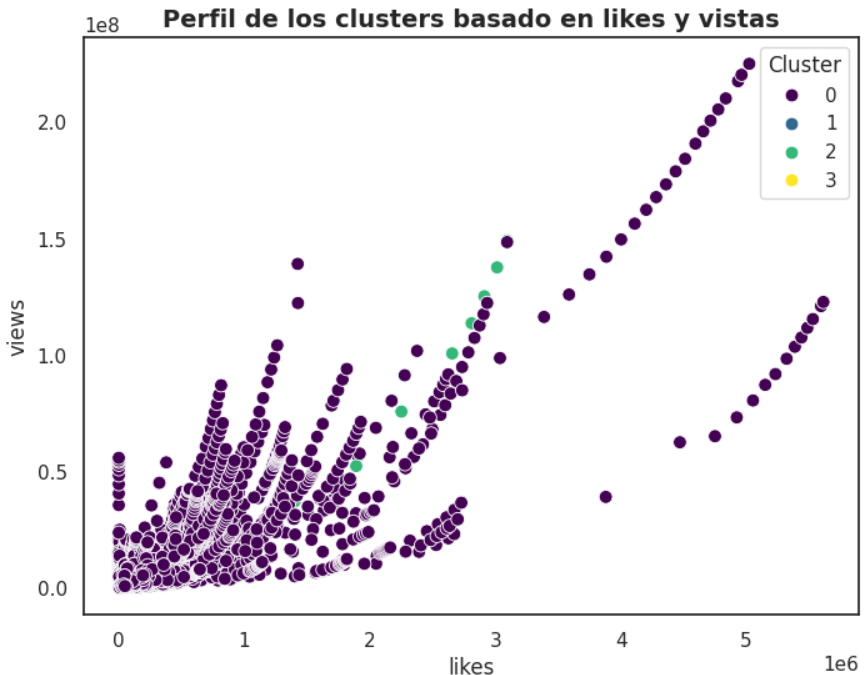 Perfil de los clusters basado en likes y vistas
1e8
Cluster
0
1
2
3
views
2.0
1.5
1.0
0.5
0.0
0 1 2 3 4 5
likes
1e6